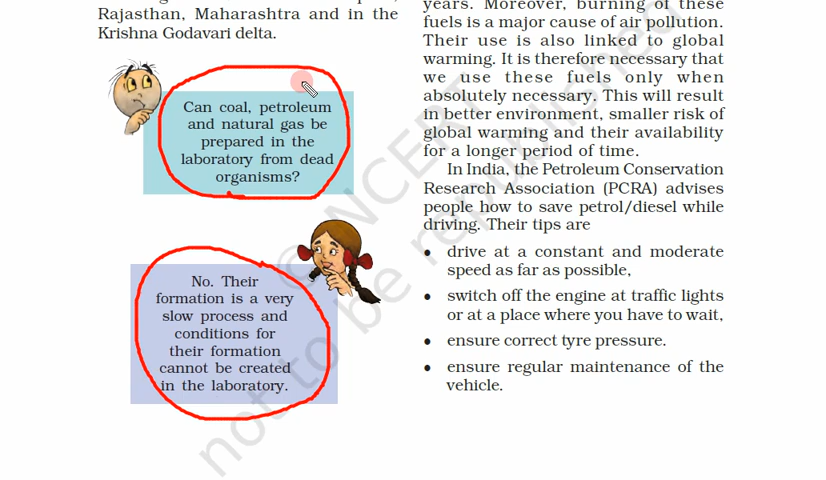 Rajasthan, Maharashtra and in the
Krishna Godavari delta.
Can coal, petroleum
and natural gas be
prepared in the
laboratory from dead
organisms?
No. Their
formation is a very
slow process and
conditions for
their formation
cannot be created
in the laboratory.
years. Moreover, burning of these
fuels is a major cause of air pollution.
Their use is also linked to global
warming. It is therefore necessary that
we use these fuels only when
absolutely necessary. This will result
in better environment, smaller risk of
global warming and their availability
for a longer period of time.
In India, the Petroleum Conservation
Research Association (PCRA) advises
people how to save petrol/diesel while
driving. Their tips are
• drive at a constant and moderate
speed as far as possible,
• switch off the engine at traffic lights
or at a place where you have to wait,
• ensure correct tyre pressure.
• ensure regular maintenance of the
vehicle.
© NCERT
not to be republished